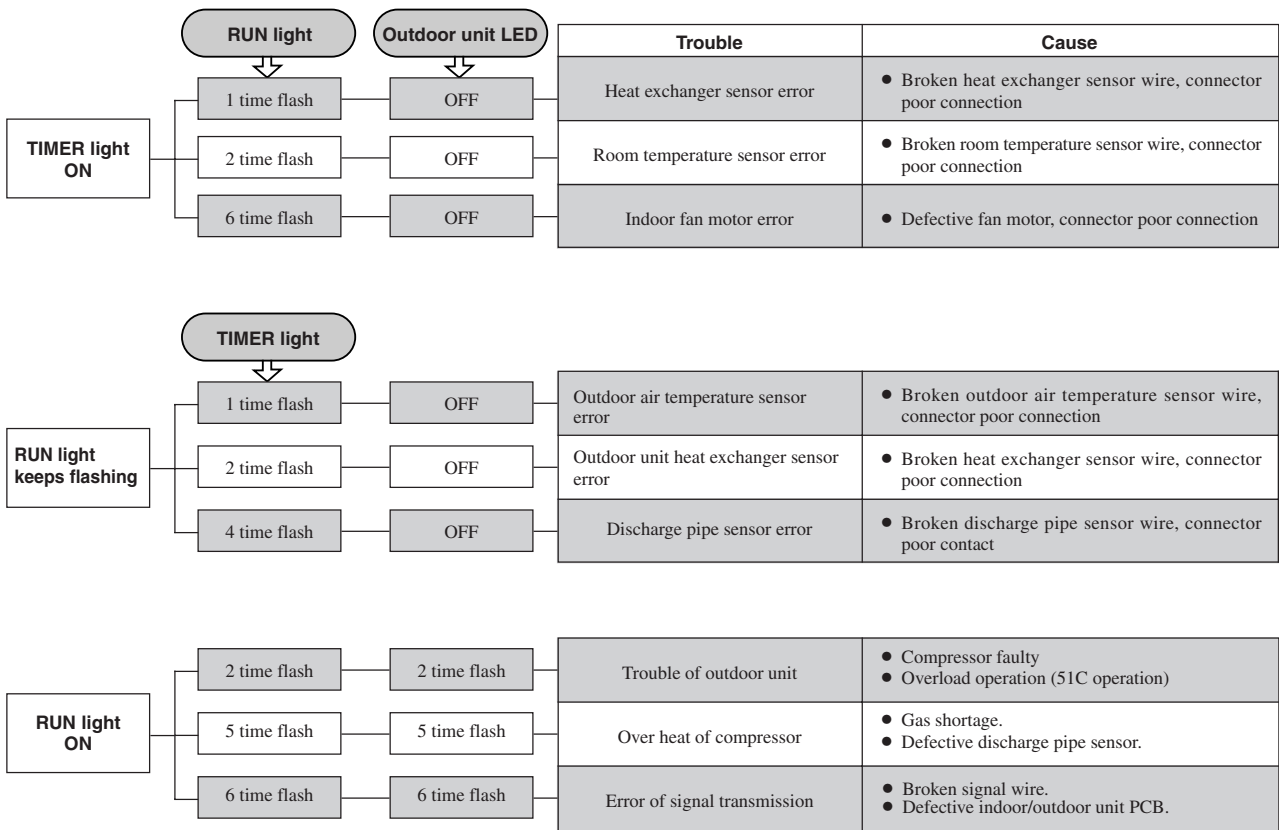 RUN light
Outdoor unit LED
Trouble
Cause
TIMER light
ON
1 time flash
OFF
Heat exchanger sensor error
● Broken heat exchanger sensor wire, connector
poor connection
2 time flash
OFF
Room temperature sensor error
● Broken room temperature sensor wire, connector
poor connection
6 time flash
OFF
Indoor fan motor error
● Defective fan motor, connector poor connection
TIMER light
RUN light
keeps flashing
1 time flash
OFF
Outdoor air temperature sensor
error
● Broken outdoor air temperature sensor wire,
connector poor connection
2 time flash
OFF
Outdoor unit heat exchanger sensor
error
● Broken heat exchanger sensor wire, connector
poor connection
4 time flash
OFF
Discharge pipe sensor error
● Broken discharge pipe sensor wire, connector
poor contact
RUN light
ON
2 time flash
2 time flash
Trouble of outdoor unit
● Compressor faulty
● Overload operation (51C operation)
5 time flash
5 time flash
Over heat of compressor
● Gas shortage.
● Defective discharge pipe sensor.
6 time flash
6 time flash
Error of signal transmission
● Broken signal wire.
● Defective indoor/outdoor unit PCB.